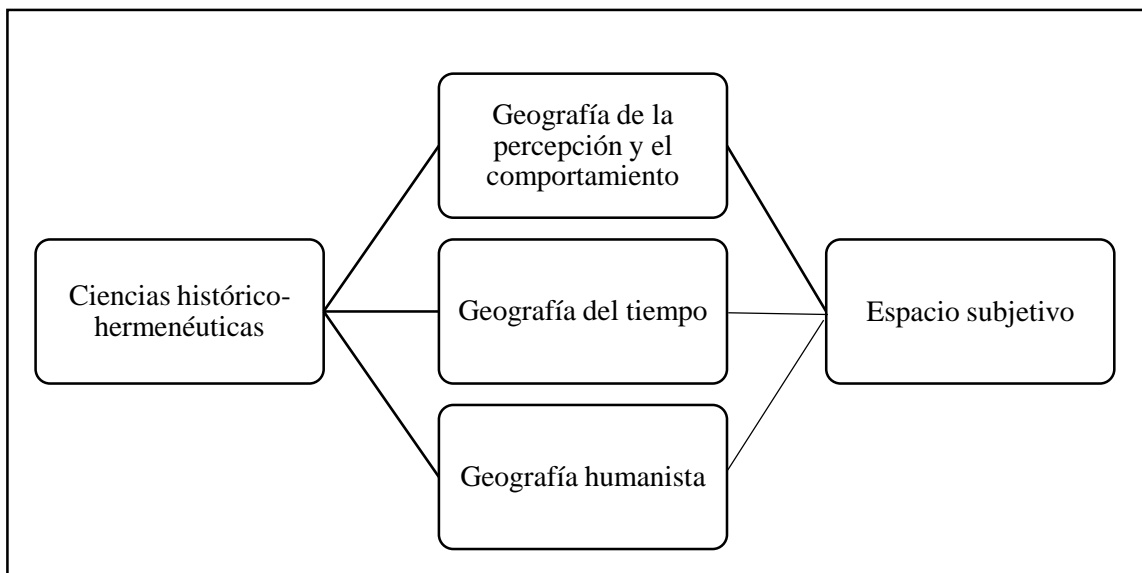 Geografía de la
percepción y el
comportamiento
Ciencias histórico-
hermenéuticas
Geografía del tiempo
Espacio subjetivo
Geografía humanista